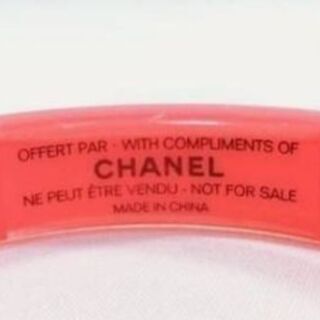 OFFERT PAR - WITH COMPLIMENTS OF
CHANEL
NE PEUT ÊTRE VENDU - NOT FOR SALE
MADE IN CHINA